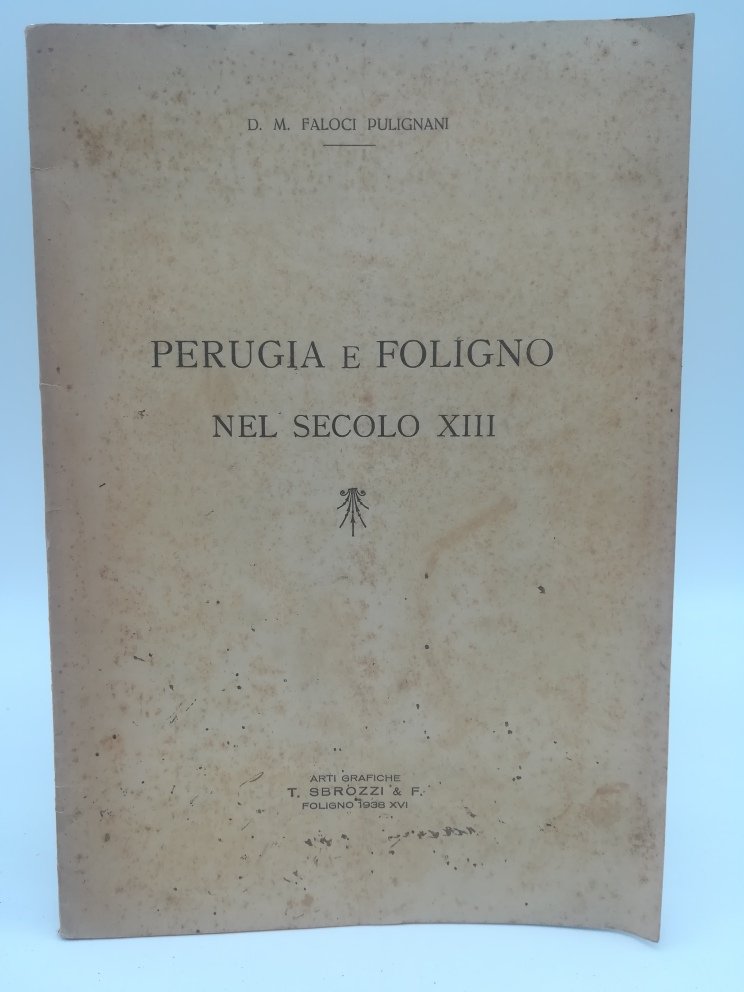 D. M. FALOCI PULIGNANI
PERUGIA E FOLIGNO
NEL SECOLO XIII
ARTI GRAFICHE
T. SBROZZI & F.
FOLIGNO 1938 XVI